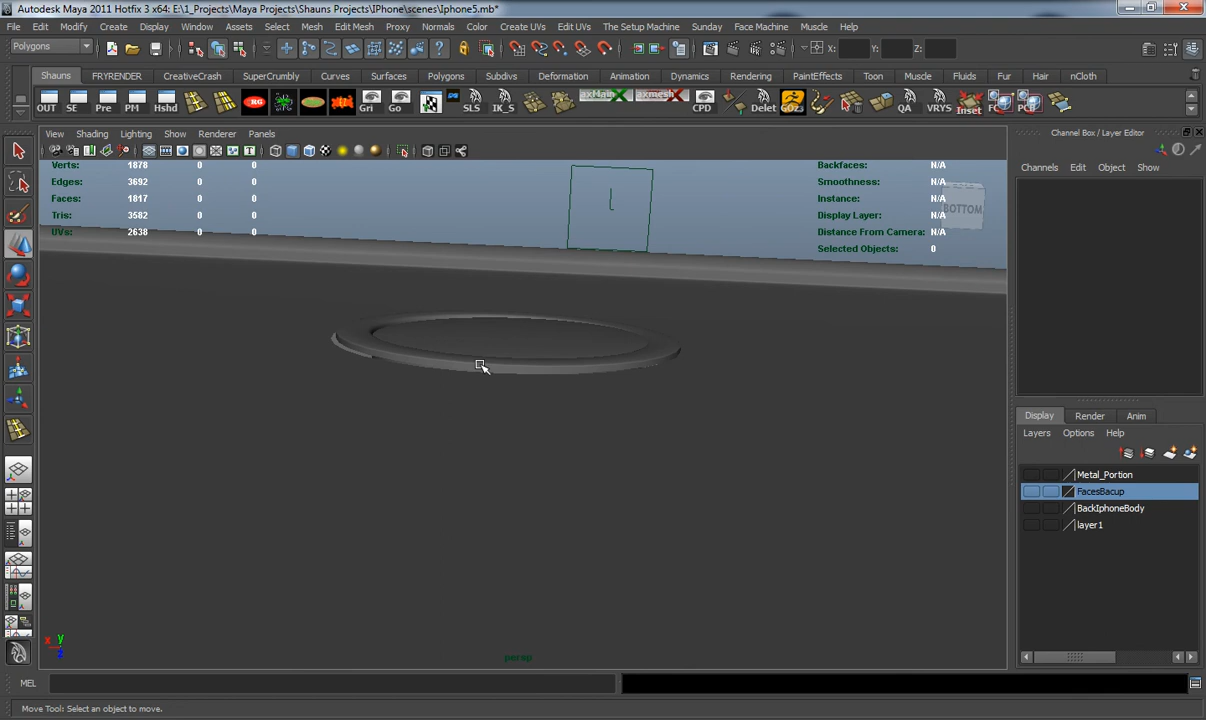 Autodesk Maya 2011 Hotfix 3 x64: E:\1_Projects\Maya Projects\Shauns Projects\IPhone\scenes\Iphone5.mb*
File Edit Modify Create Display Window Assets Select Mesh Edit Mesh Proxy Normals Color Create UVs Edit UVs The Setup Machine Sunday Face Machine Muscle Help
Polygons X: Y: Z:
Shauns FRYRENDER CreativeCrash SuperCrumbly Curves Surfaces Polygons Subdivs Deformation Animation Dynamics Rendering PaintEffects Toon Muscle Fluids Fur Hair nCloth
OUT SE Pre PM Hshd Gri Go SLS IK_S CPD Delet GOz3 QA VRYS Inset
Channel Box / Layer Editor
View Shading Lighting Show Renderer Panels
Channels Edit Object Show
Verts: 1878 0 0 Backfaces: N/A
Edges: 3692 0 0 Smoothness: N/A
Faces: 1817 0 0 Instance: N/A
Tris: 3582 0 0 Display Layer: N/A
UVs: 2638 0 0 Distance From Camera: N/A
Selected Objects: 0
BOTTOM
L
Display Render Anim
Layers Options Help
Metal_Portion
FacesBacup
BackIphoneBody
layer1
x y z
persp
MEL
Move Tool: Select an object to move.